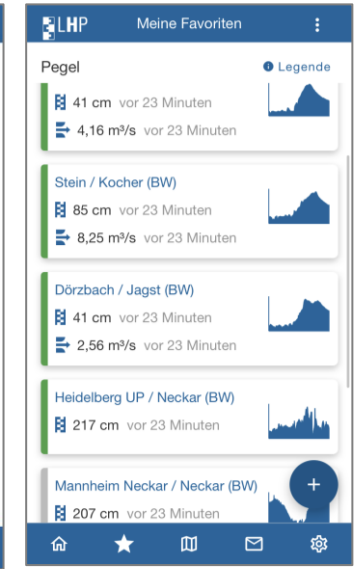 LHP Meine Favoriten
Pegel Legende
41 cm vor 23 Minuten
4,16 m³/s vor 23 Minuten
Stein / Kocher (BW)
85 cm vor 23 Minuten
8,25 m³/s vor 23 Minuten
Dörzbach / Jagst (BW)
41 cm vor 23 Minuten
2,56 m³/s vor 23 Minuten
Heidelberg UP / Neckar (BW)
217 cm vor 23 Minuten
Mannheim Neckar / Neckar (BW)
207 cm vor 23 Minuten